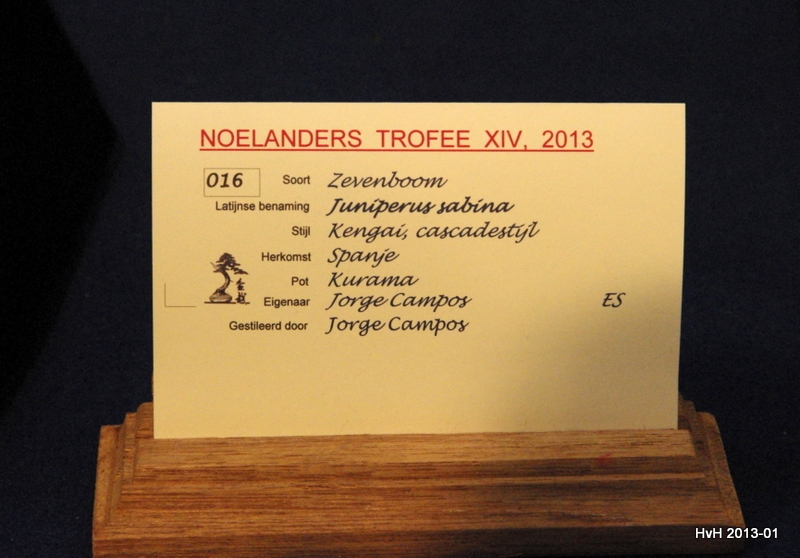 NOELANDERS TROFEE XIV, 2013
016 Soort Zevenboom
Latijnse benaming Juniperus sabina
Stijl Kengai, cascadestijl
Herkomst Spanje
Pot Kurama
Eigenaar Jorge Campos ES
Gestileerd door Jorge Campos
HvH 2013-01